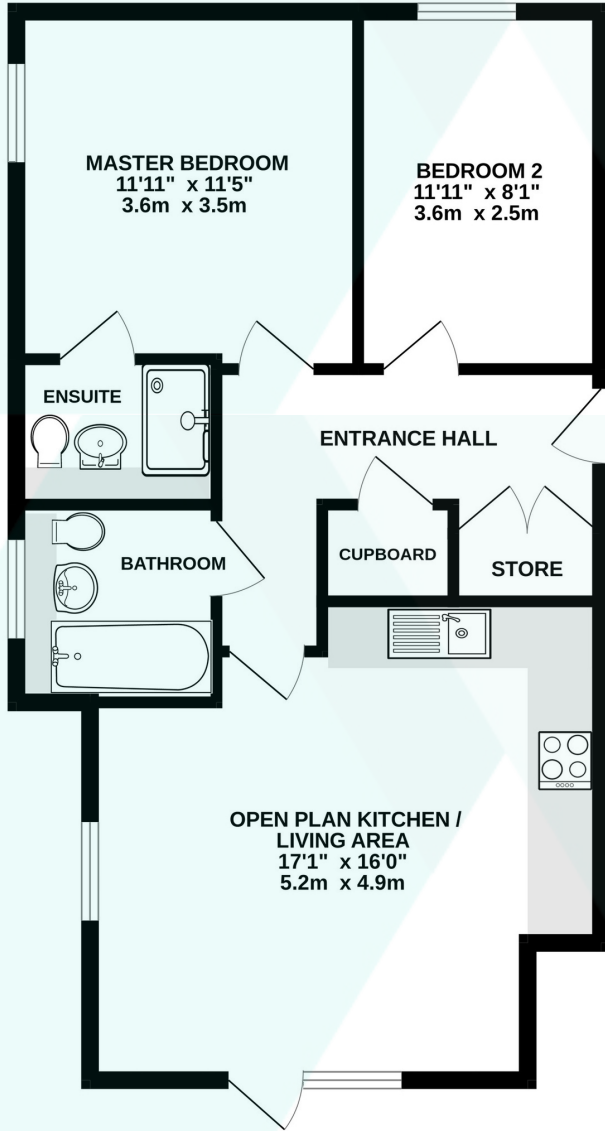 MASTER BEDROOM
11'11" x 11'5"
3.6m x 3.5m
BEDROOM 2
11'11" x 8'1"
3.6m x 2.5m
ENSUITE
ENTRANCE HALL
BATHROOM
CUPBOARD
STORE
OPEN PLAN KITCHEN /
LIVING AREA
17'1" x 16'0"
5.2m x 4.9m